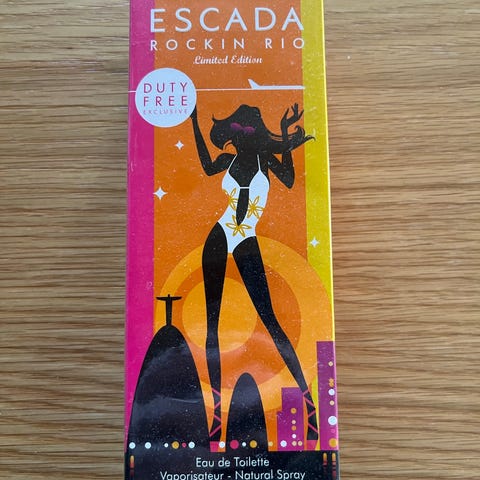 ESCADA
ROCKIN RIO
Limited Edition
DUTY
FREE
EXCLUSIVE
Eau de Toilette
Vaporisateur - Natural Spray